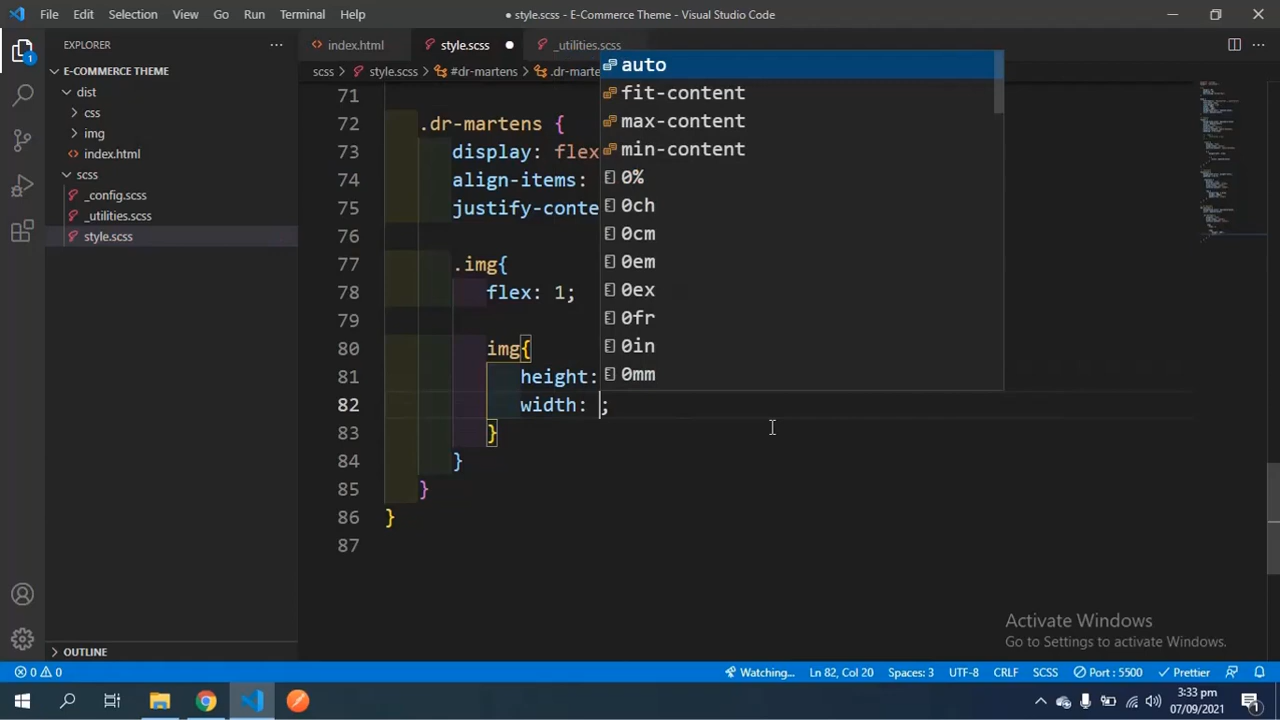 File Edit Selection View Go Run Terminal Help
● style.scss - E-Commerce Theme - Visual Studio Code
EXPLORER
index.html
style.scss
_utilities.scss
E-COMMERCE THEME
scss > style.scss > #dr-martens > .dr-marte
dist
css
img
index.html
scss
_config.scss
_utilities.scss
style.scss
OUTLINE
71
72 .dr-martens {
73 display: flex
74 align-items:
75 justify-conte
76
77 .img{
78 flex: 1;
79
80 img{
81 height:
82 width: ;
83 }
84 }
85 }
86 }
87
auto
fit-content
max-content
min-content
0%
0ch
0cm
0em
0ex
0fr
0in
0mm
Activate Windows
Go to Settings to activate Windows.
0 0 Watching... Ln 82, Col 20 Spaces: 3 UTF-8 CRLF SCSS Port : 5500 Prettier
3:33 pm
07/09/2021
1
1